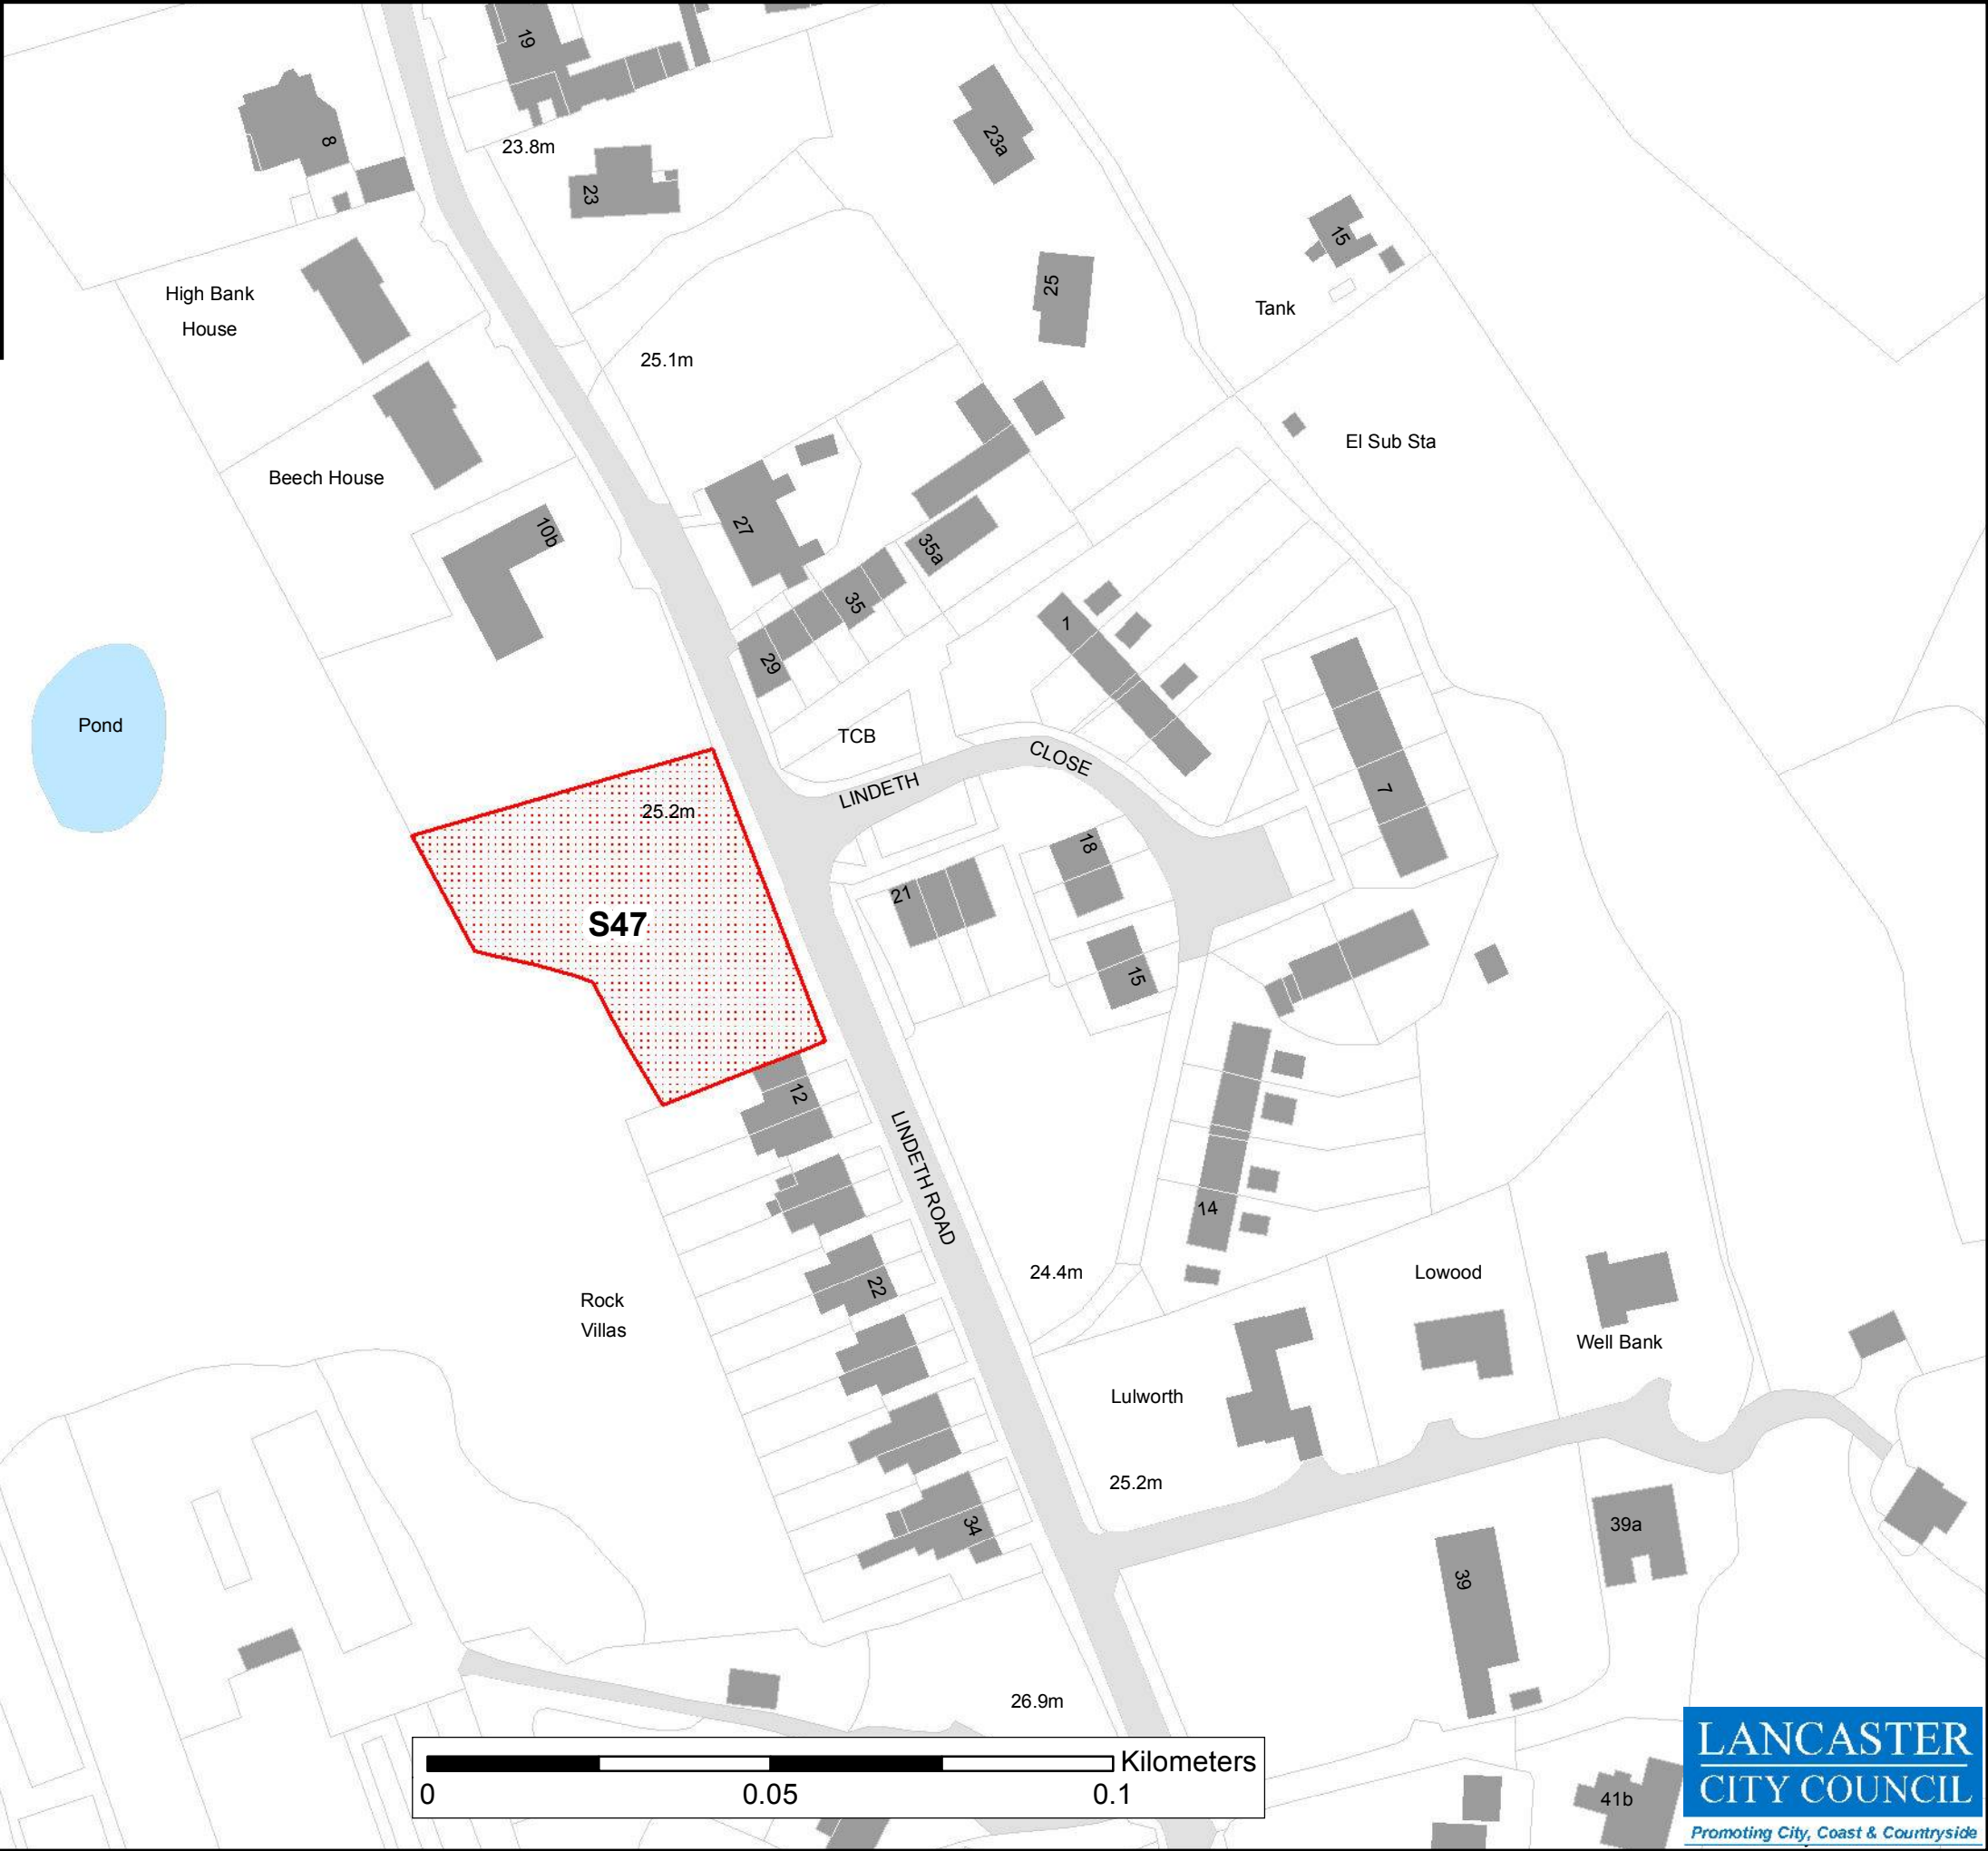 19
8
23.8m
23
23a
15
25
High Bank
House
Tank
25.1m
El Sub Sta
Beech House
10b
27
35a
35
1
29
Pond
TCB
CLOSE
LINDETH
7
25.2m
18
21
S47
15
12
LINDETH ROAD
14
22
24.4m
Lowood
Rock
Villas
Well Bank
Lulworth
25.2m
34
39a
39
26.9m
Kilometers
0
0.05
0.1
LANCASTER
CITY COUNCIL
41b
Promoting City, Coast & Countryside